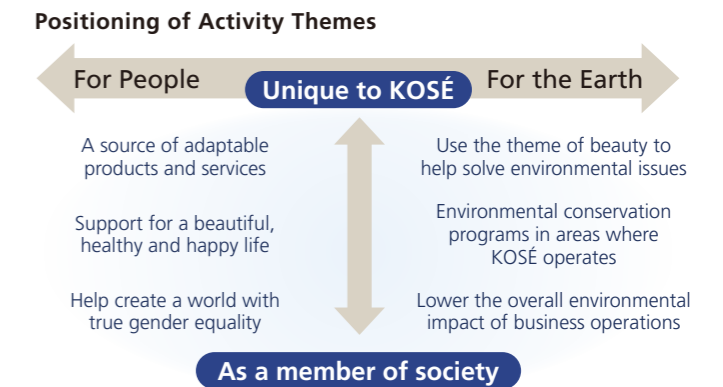 Positioning of Activity Themes
For People
Unique to KOSÉ
For the Earth
A source of adaptable
products and services
Support for a beautiful,
healthy and happy life
Help create a world with
true gender equality
Use the theme of beauty to
help solve environmental issues
Environmental conservation
programs in areas where
KOSÉ operates
Lower the overall environmental
impact of business operations
As a member of society